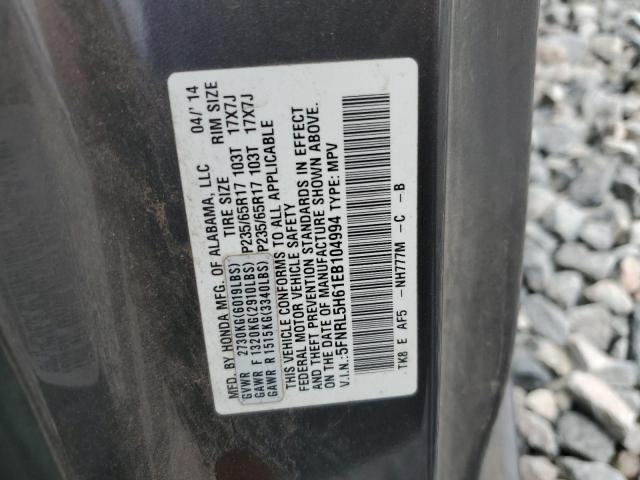 MFD. BY HONDA MFG. OF ALABAMA, LLC 04/'14
TIRE SIZE RIM SIZE
GVWR 2730KG(6019LBS)
GAWR F 1320KG(2910LBS) P235/65R17 103T 17X7J
GAWR R 1515KG(3340LBS) P235/65R17 103T 17X7J
THIS VEHICLE CONFORMS TO ALL APPLICABLE
FEDERAL MOTOR VEHICLE SAFETY
AND THEFT PREVENTION STANDARDS IN EFFECT
ON THE DATE OF MANUFACTURE SHOWN ABOVE.
V.I.N.:5FNRL5H61EB104994 TYPE: MPV
TK8 E AF5 -NH777M -C -B